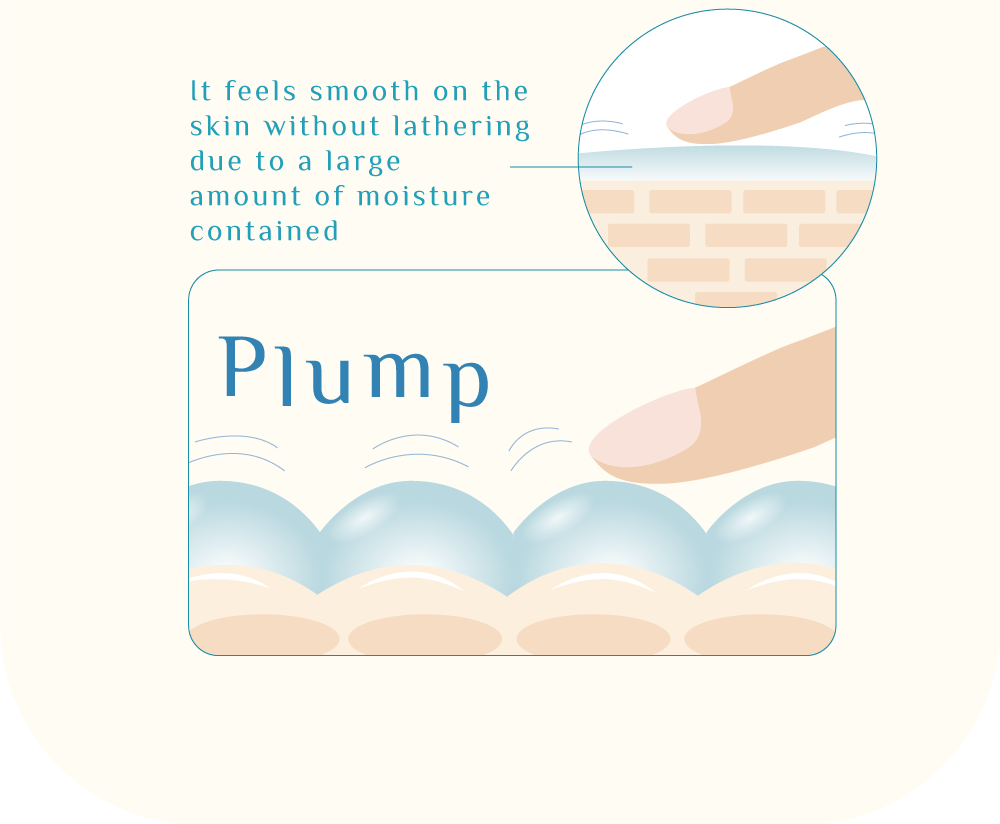 It feels smooth on the
skin without lathering
due to a large
amount of moisture
contained
Plump